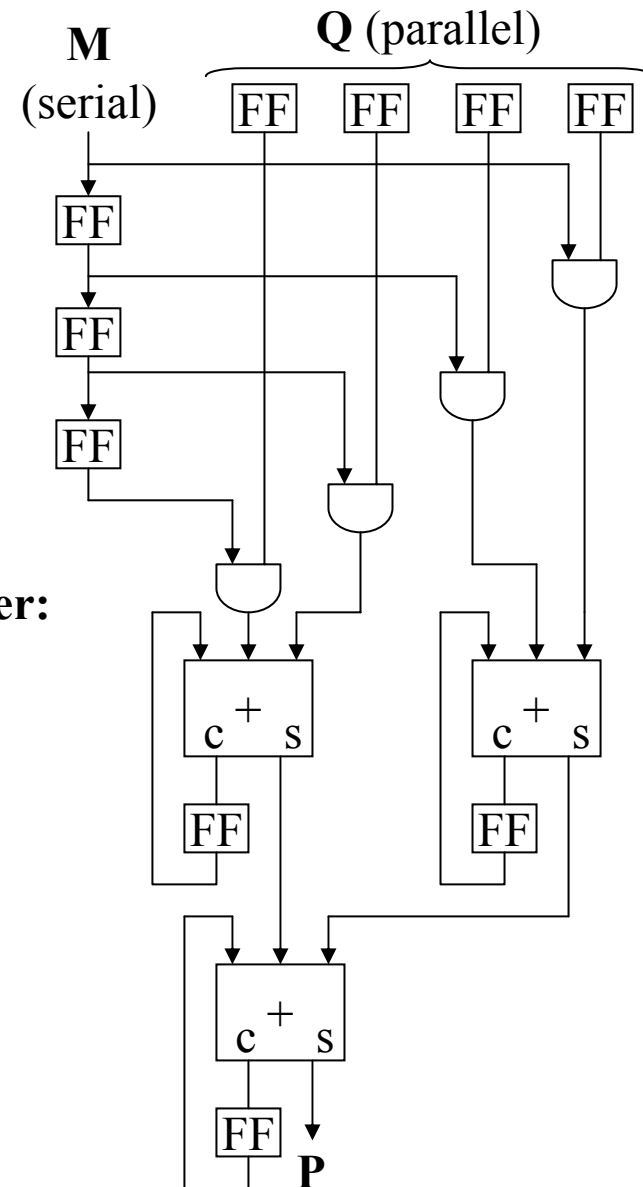 M
(serial)
Q (parallel)
FF FF FF FF
FF
FF
FF
er:
+
c s
+
c s
FF
FF
+
c s
FF
P